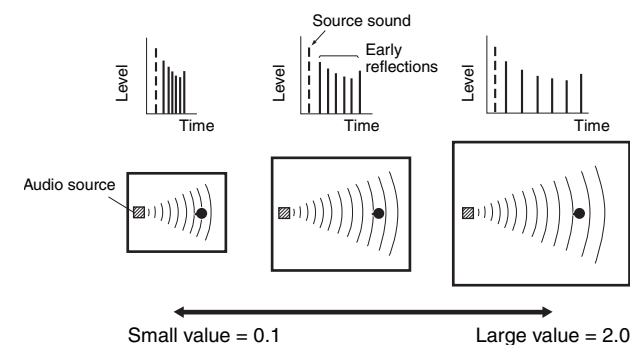 Source sound
Early
reflections
Level
Time
Level
Time
Level
Time
Audio source
Small value = 0.1
Large value = 2.0